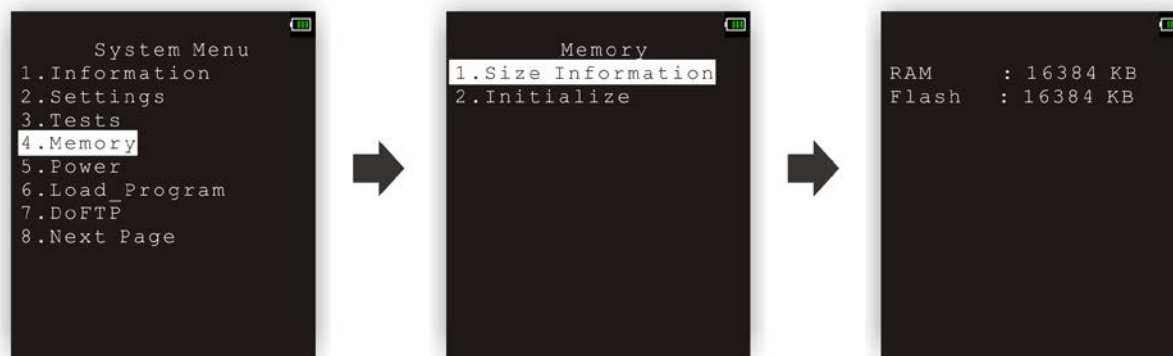 System Menu
1.Information
2.Settings
3.Tests
4.Memory
5.Power
6.Load_Program
7.DoFTP
8.Next Page
Memory
1.Size Information
2.Initialize
RAM : 16384 KB
Flash : 16384 KB